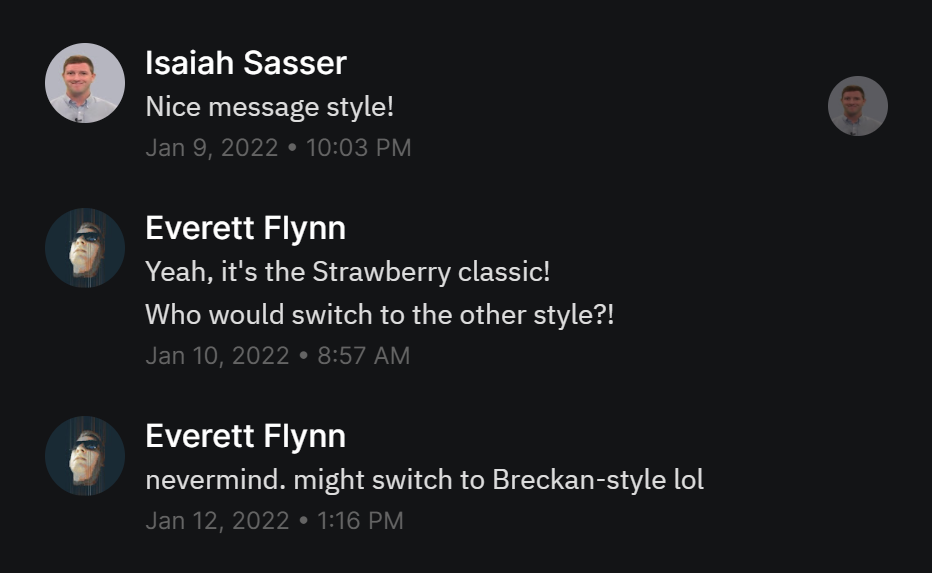 Isaiah Sasser
Nice message style!
Jan 9, 2022 • 10:03 PM
Everett Flynn
Yeah, it's the Strawberry classic!
Who would switch to the other style?!
Jan 10, 2022 • 8:57 AM
Everett Flynn
nevermind. might switch to Breckan-style lol
Jan 12, 2022 • 1:16 PM